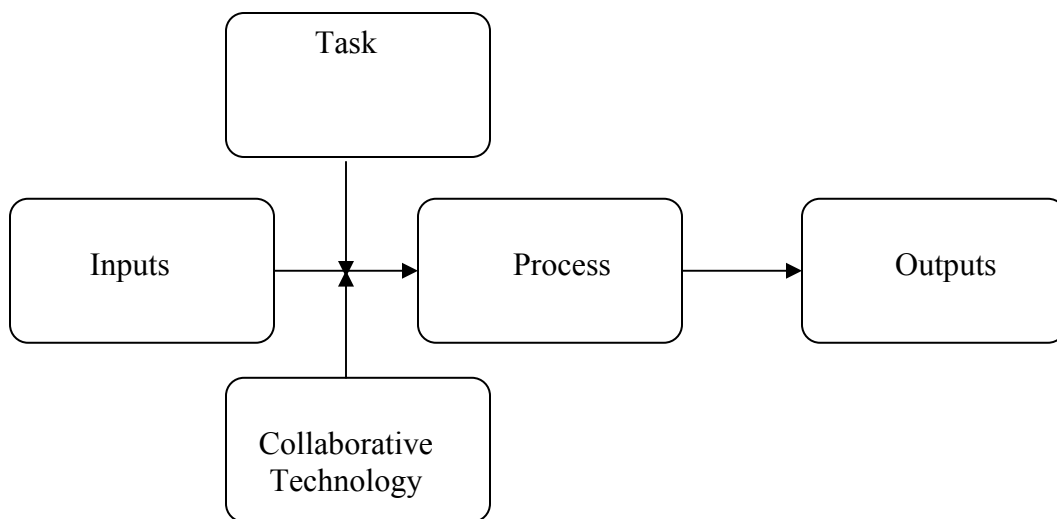 Task
Inputs
Process
Outputs
Collaborative
Technology